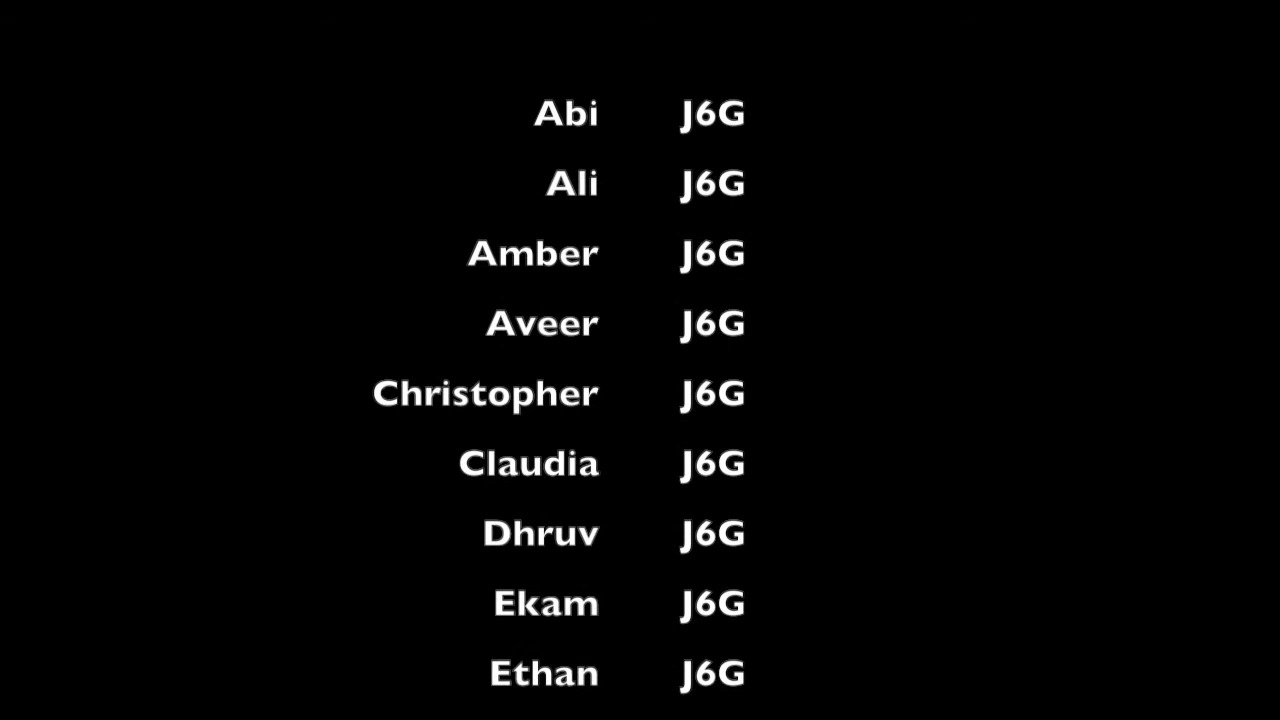 Abi J6G
Ali J6G
Amber J6G
Aveer J6G
Christopher J6G
Claudia J6G
Dhruv J6G
Ekam J6G
Ethan J6G